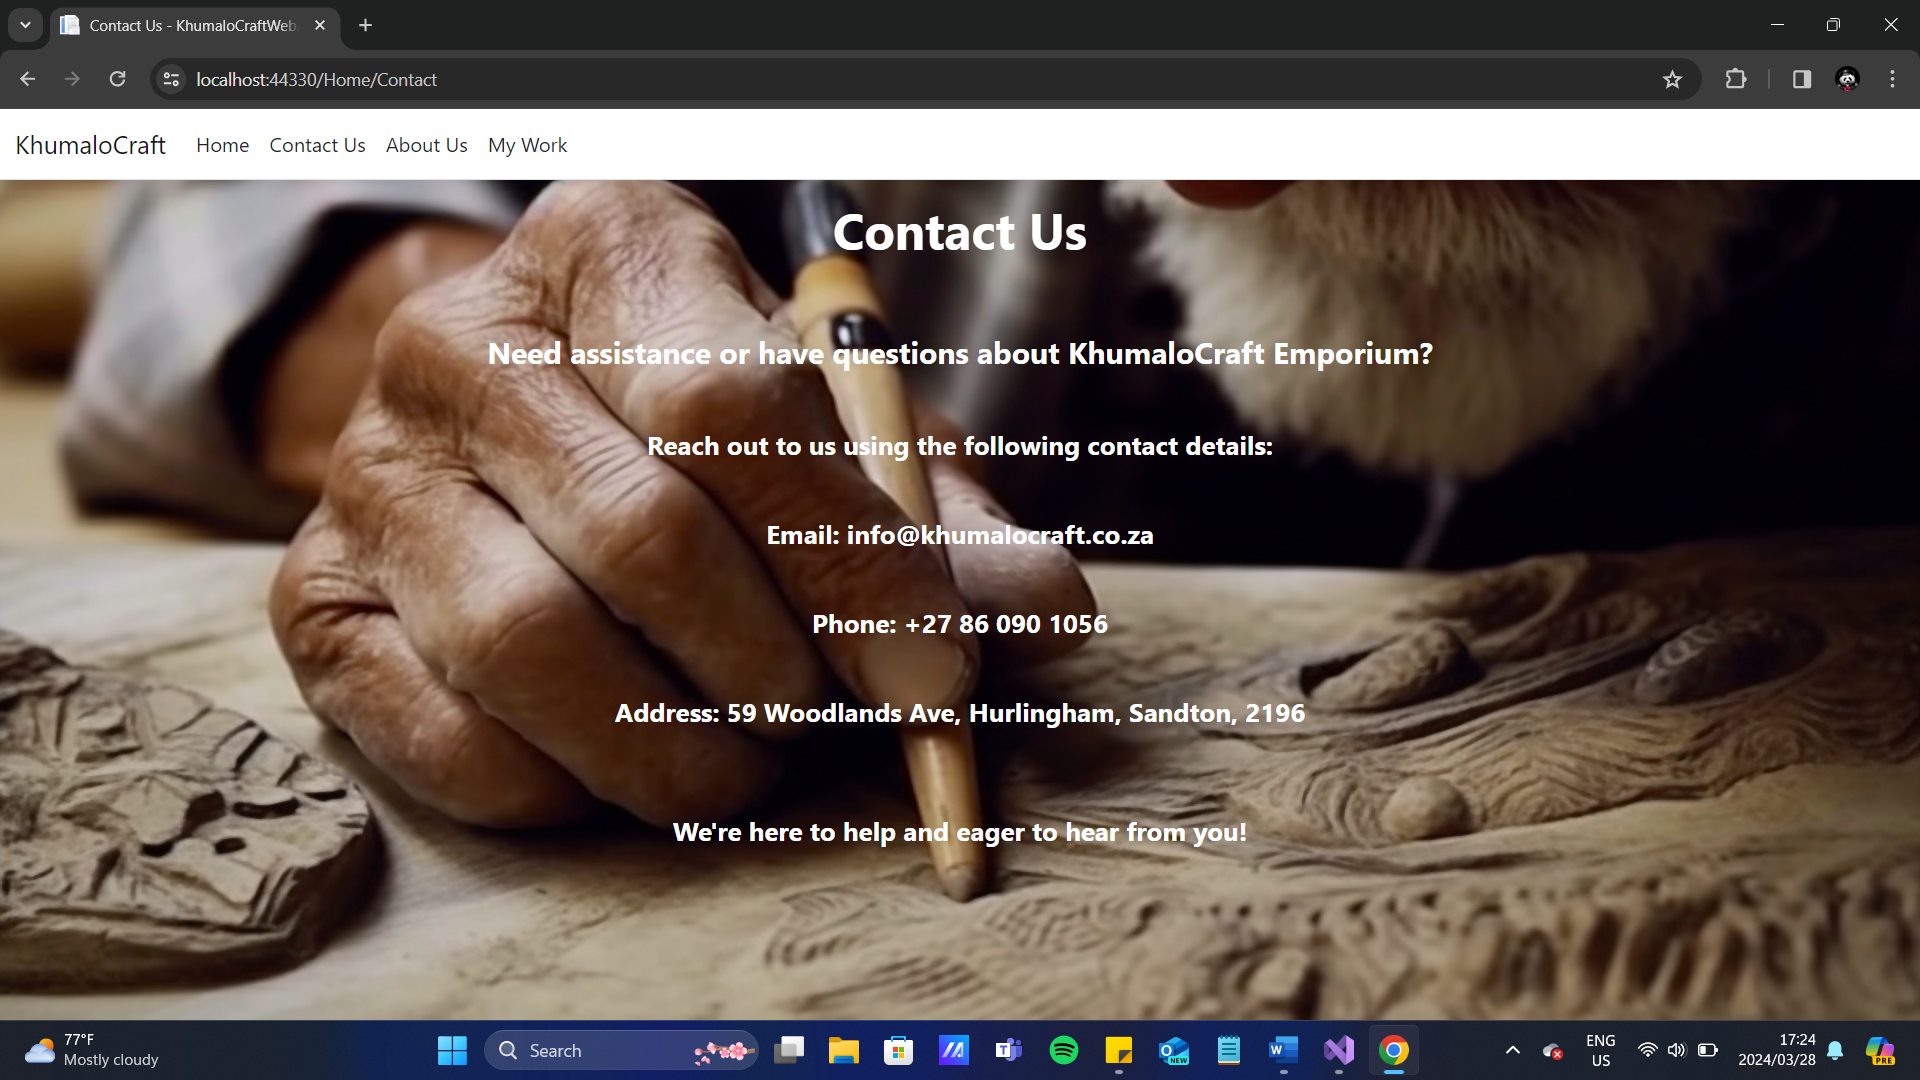 Contact Us - KhumaloCraftWeb
localhost:44330/Home/Contact
KhumaloCraft Home Contact Us About Us My Work
Contact Us
Need assistance or have questions about KhumaloCraft Emporium?
Reach out to us using the following contact details:
Email: info@khumalocraft.co.za
Phone: +27 86 090 1056
Address: 59 Woodlands Ave, Hurlingham, Sandton, 2196
We're here to help and eager to hear from you!
77°F
Mostly cloudy
Search
NEW
ENG
US
17:24
2024/03/28
PRE